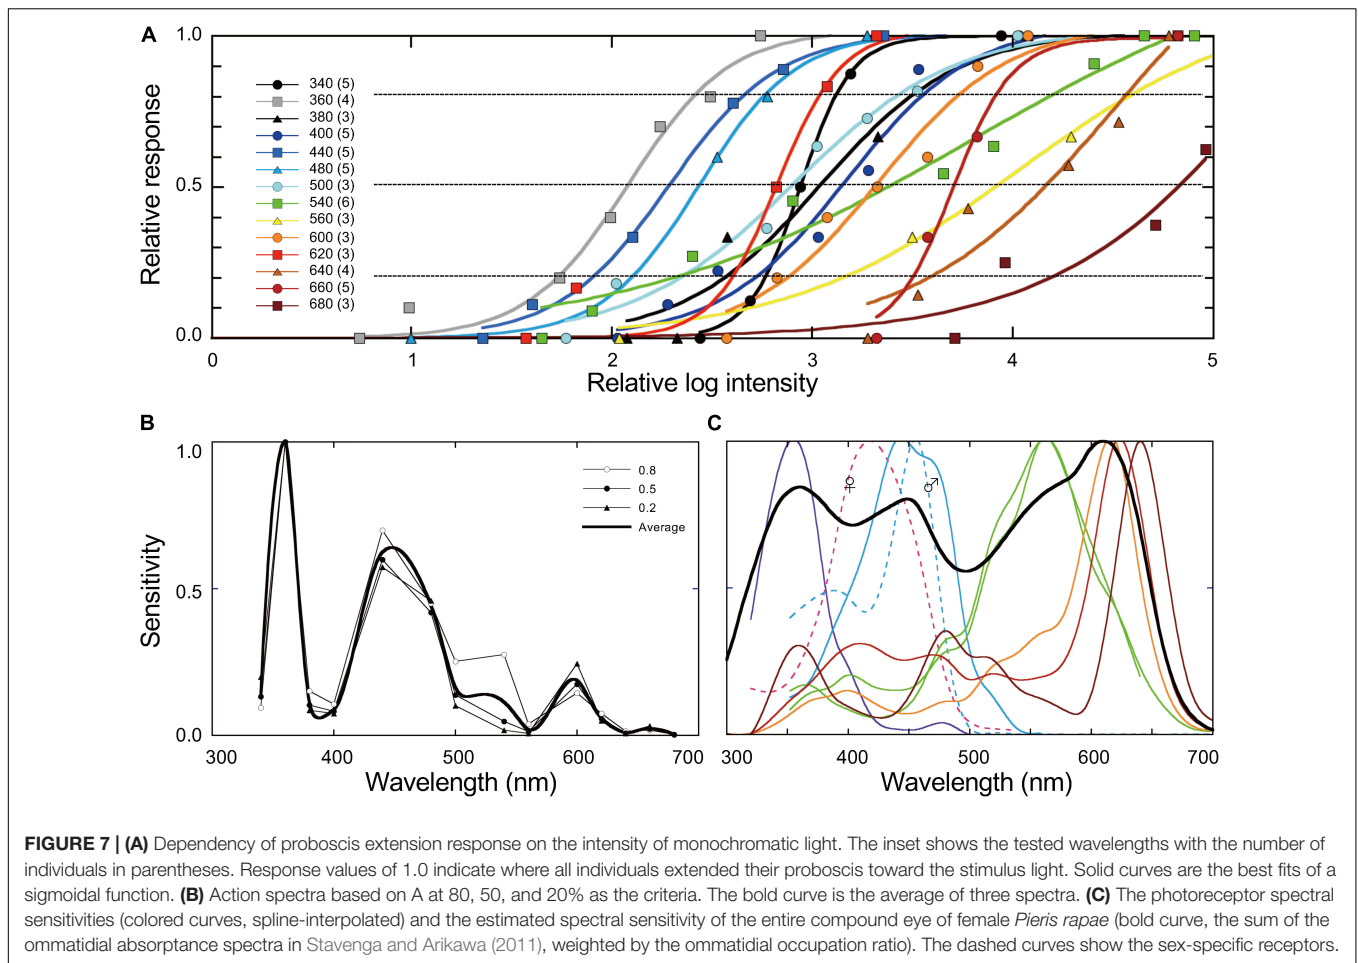 A
1.0
Relative response
0.5
0.0
340 (5)
360 (4)
380 (3)
400 (5)
440 (5)
480 (5)
500 (3)
540 (6)
560 (3)
600 (3)
620 (3)
640 (4)
660 (5)
680 (3)
0 1 2 3 4 5
Relative log intensity
B
1.0
Sensitivity
0.5
0.0
0.8
0.5
0.2
Average
300 400 500 600 700
Wavelength (nm)
C
♀ ♂
300 400 500 600 700
Wavelength (nm)
FIGURE 7 | (A) Dependency of proboscis extension response on the intensity of monochromatic light. The inset shows the tested wavelengths with the number of
individuals in parentheses. Response values of 1.0 indicate where all individuals extended their proboscis toward the stimulus light. Solid curves are the best fits of a
sigmoidal function. (B) Action spectra based on A at 80, 50, and 20% as the criteria. The bold curve is the average of three spectra. (C) The photoreceptor spectral
sensitivities (colored curves, spline-interpolated) and the estimated spectral sensitivity of the entire compound eye of female Pieris rapae (bold curve, the sum of the
ommatidial absorptance spectra in Stavenga and Arikawa (2011), weighted by the ommatidial occupation ratio). The dashed curves show the sex-specific receptors.